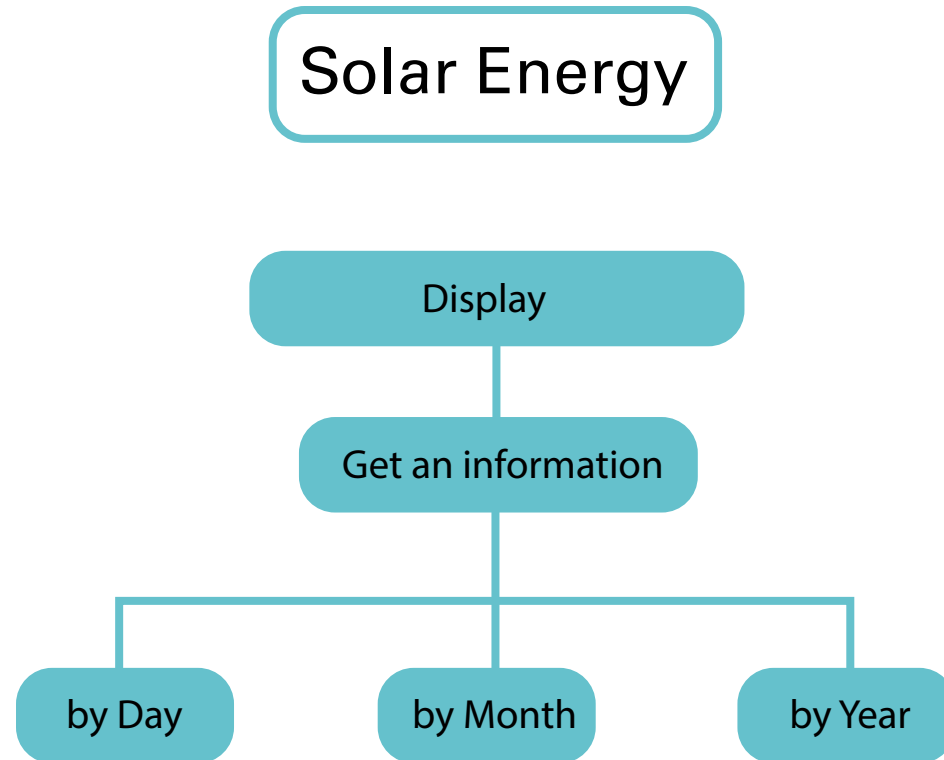 Solar Energy
Display
Get an information
by Day
by Month
by Year